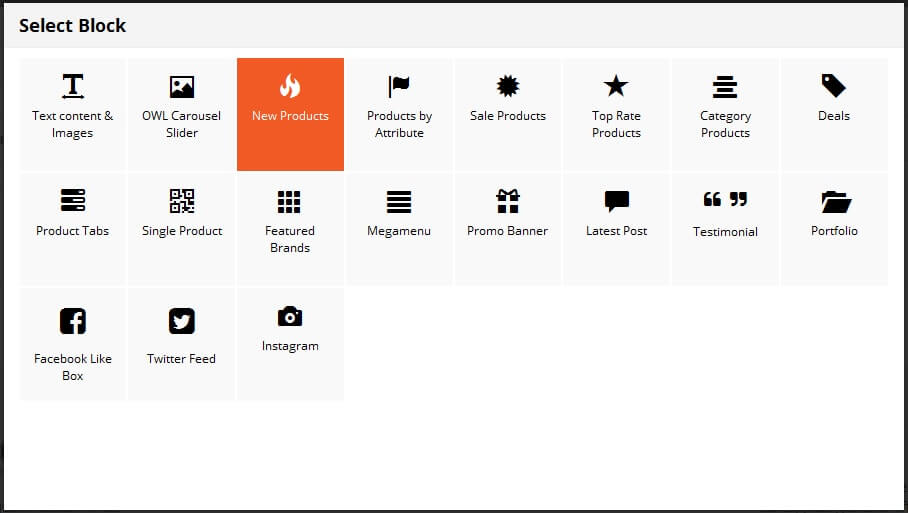 Select Block
Text content &
Images
OWL Carousel
Slider
New Products
Products by
Attribute
Sale Products
Top Rate
Products
Category
Products
Deals
Product Tabs
Single Product
Featured
Brands
Megamenu
Promo Banner
Latest Post
Testimonial
Portfolio
Facebook Like
Box
Twitter Feed
Instagram